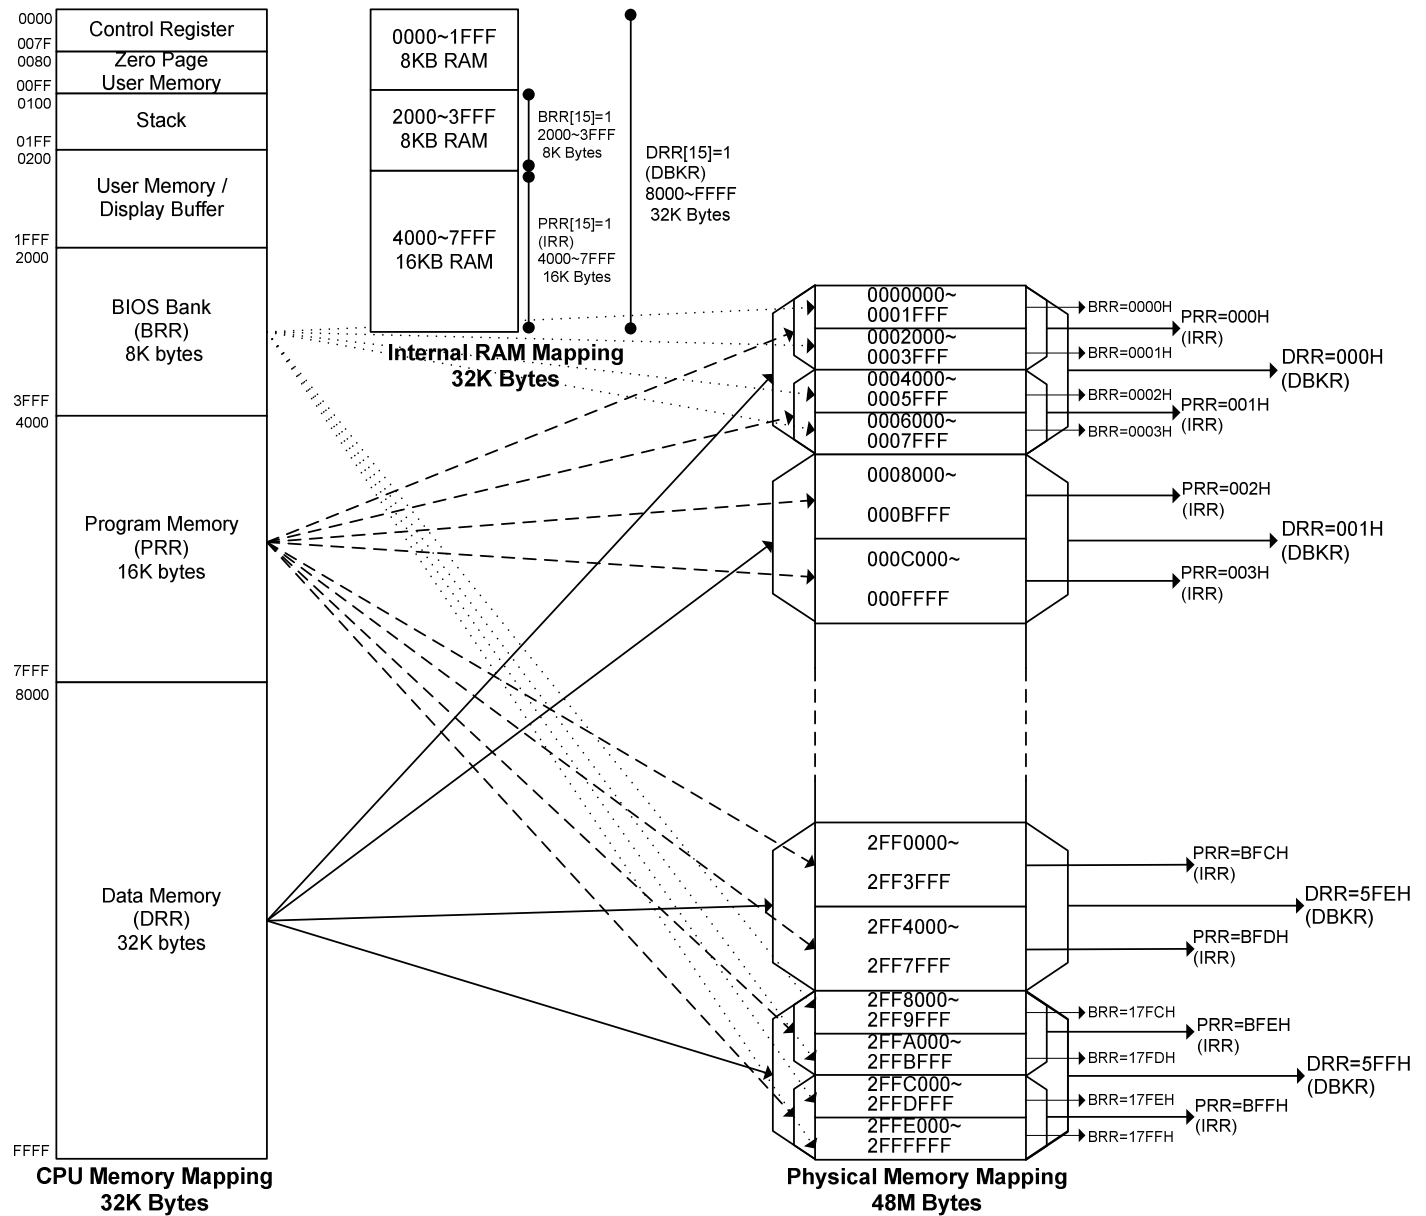 0000
Control Register
007F
0080
Zero Page
User Memory
00FF
0100
Stack
01FF
0200
User Memory /
Display Buffer
1FFF
2000
BIOS Bank
(BRR)
8K bytes
3FFF
4000
Program Memory
(PRR)
16K bytes
7FFF
8000
Data Memory
(DRR)
32K bytes
FFFF
CPU Memory Mapping
32K Bytes
0000~1FFF
8KB RAM
2000~3FFF
8KB RAM
4000~7FFF
16KB RAM
BRR[15]=1
2000~3FFF
8K Bytes
PRR[15]=1
(IRR)
4000~7FFF
16K Bytes
DRR[15]=1
(DBKR)
8000~FFFF
32K Bytes
Internal RAM Mapping
32K Bytes
0000000~
0001FFF
0002000~
0003FFF
0004000~
0005FFF
0006000~
0007FFF
0008000~
000BFFF
000C000~
000FFFF
2FF0000~
2FF3FFF
2FF4000~
2FF7FFF
2FF8000~
2FF9FFF
2FFA000~
2FFBFFF
2FFC000~
2FFDFFF
2FFE000~
2FFFFFF
BRR=0000H
BRR=0001H
BRR=0002H
BRR=0003H
PRR=000H
(IRR)
PRR=001H
(IRR)
DRR=000H
(DBKR)
PRR=002H
(IRR)
PRR=003H
(IRR)
DRR=001H
(DBKR)
PRR=BFCH
(IRR)
PRR=BFDH
(IRR)
DRR=5FEH
(DBKR)
BRR=17FCH
BRR=17FDH
BRR=17FEH
BRR=17FFH
PRR=BFEH
(IRR)
PRR=BFFH
(IRR)
DRR=5FFH
(DBKR)
Physical Memory Mapping
48M Bytes